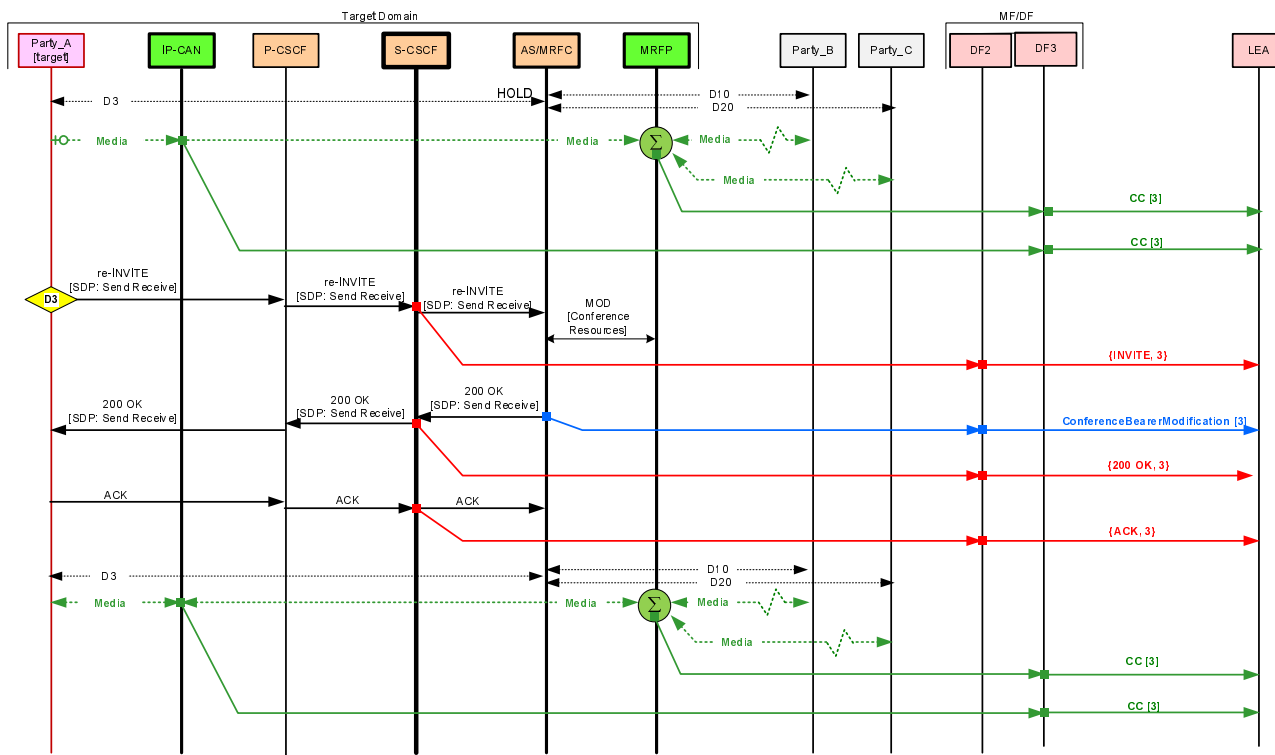 Target Domain
MF/DF
Party_A
[target]
IP-CAN
P-CSCF
S-CSCF
AS/MRFC
MRFP
Party_B
Party_C
DF2
DF3
LEA
D3
HOLD
D10
D20
Media
Media
Σ
Media
Media
CC [3]
CC [3]
D3
re-INVITE
[SDP: Send Receive]
re-INVITE
[SDP: Send Receive]
re-INVITE
[SDP: Send Receive]
MOD
[Conference
Resources]
{INVITE, 3}
200 OK
[SDP: Send Receive]
200 OK
[SDP: Send Receive]
200 OK
[SDP: Send Receive]
ConferenceBearerModification [3]
{200 OK, 3}
ACK
ACK
ACK
{ACK, 3}
D3
D10
D20
Media
Media
Σ
Media
Media
CC [3]
CC [3]